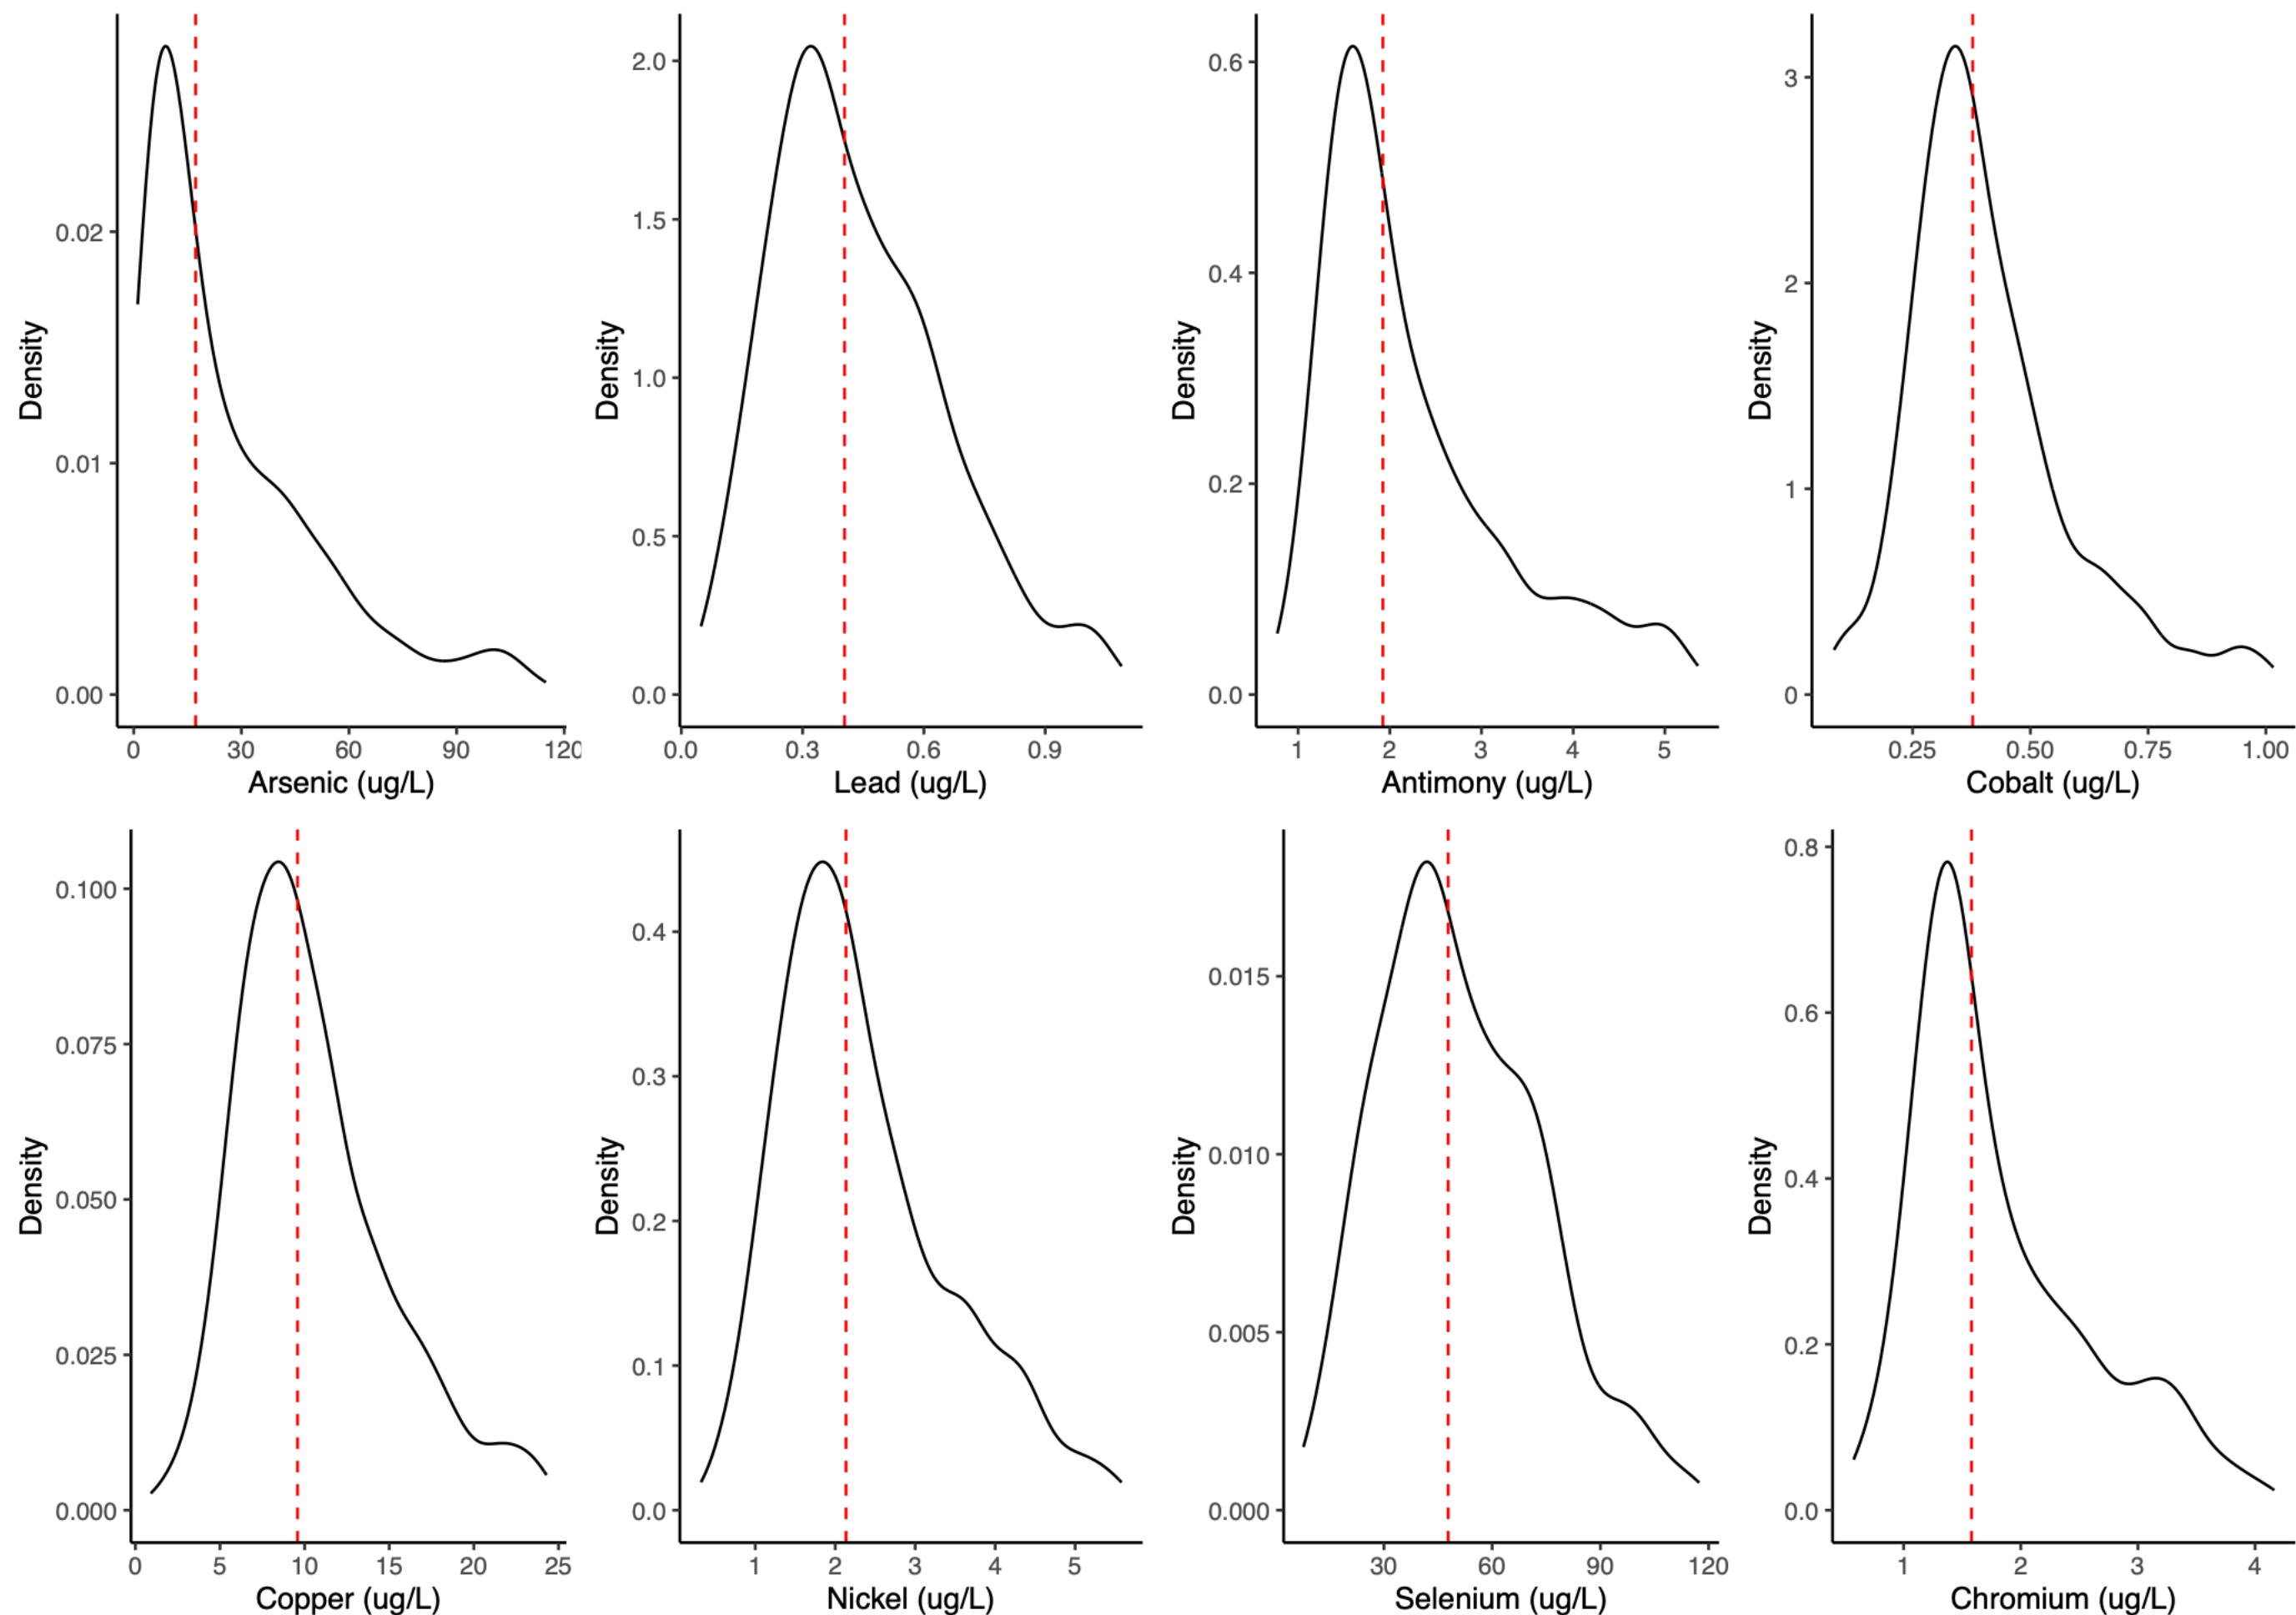 Density
0.02
0.01
0.00
0 30 60 90 120
Arsenic (ug/L)
Density
2.0
1.5
1.0
0.5
0.0
0.0 0.3 0.6 0.9
Lead (ug/L)
Density
0.6
0.4
0.2
0.0
1 2 3 4 5
Antimony (ug/L)
Density
3
2
1
0
0.25 0.50 0.75 1.00
Cobalt (ug/L)
Density
0.100
0.075
0.050
0.025
0.000
0 5 10 15 20 25
Copper (ug/L)
Density
0.4
0.3
0.2
0.1
0.0
1 2 3 4 5
Nickel (ug/L)
Density
0.015
0.010
0.005
0.000
30 60 90 120
Selenium (ug/L)
Density
0.8
0.6
0.4
0.2
0.0
1 2 3 4
Chromium (ug/L)